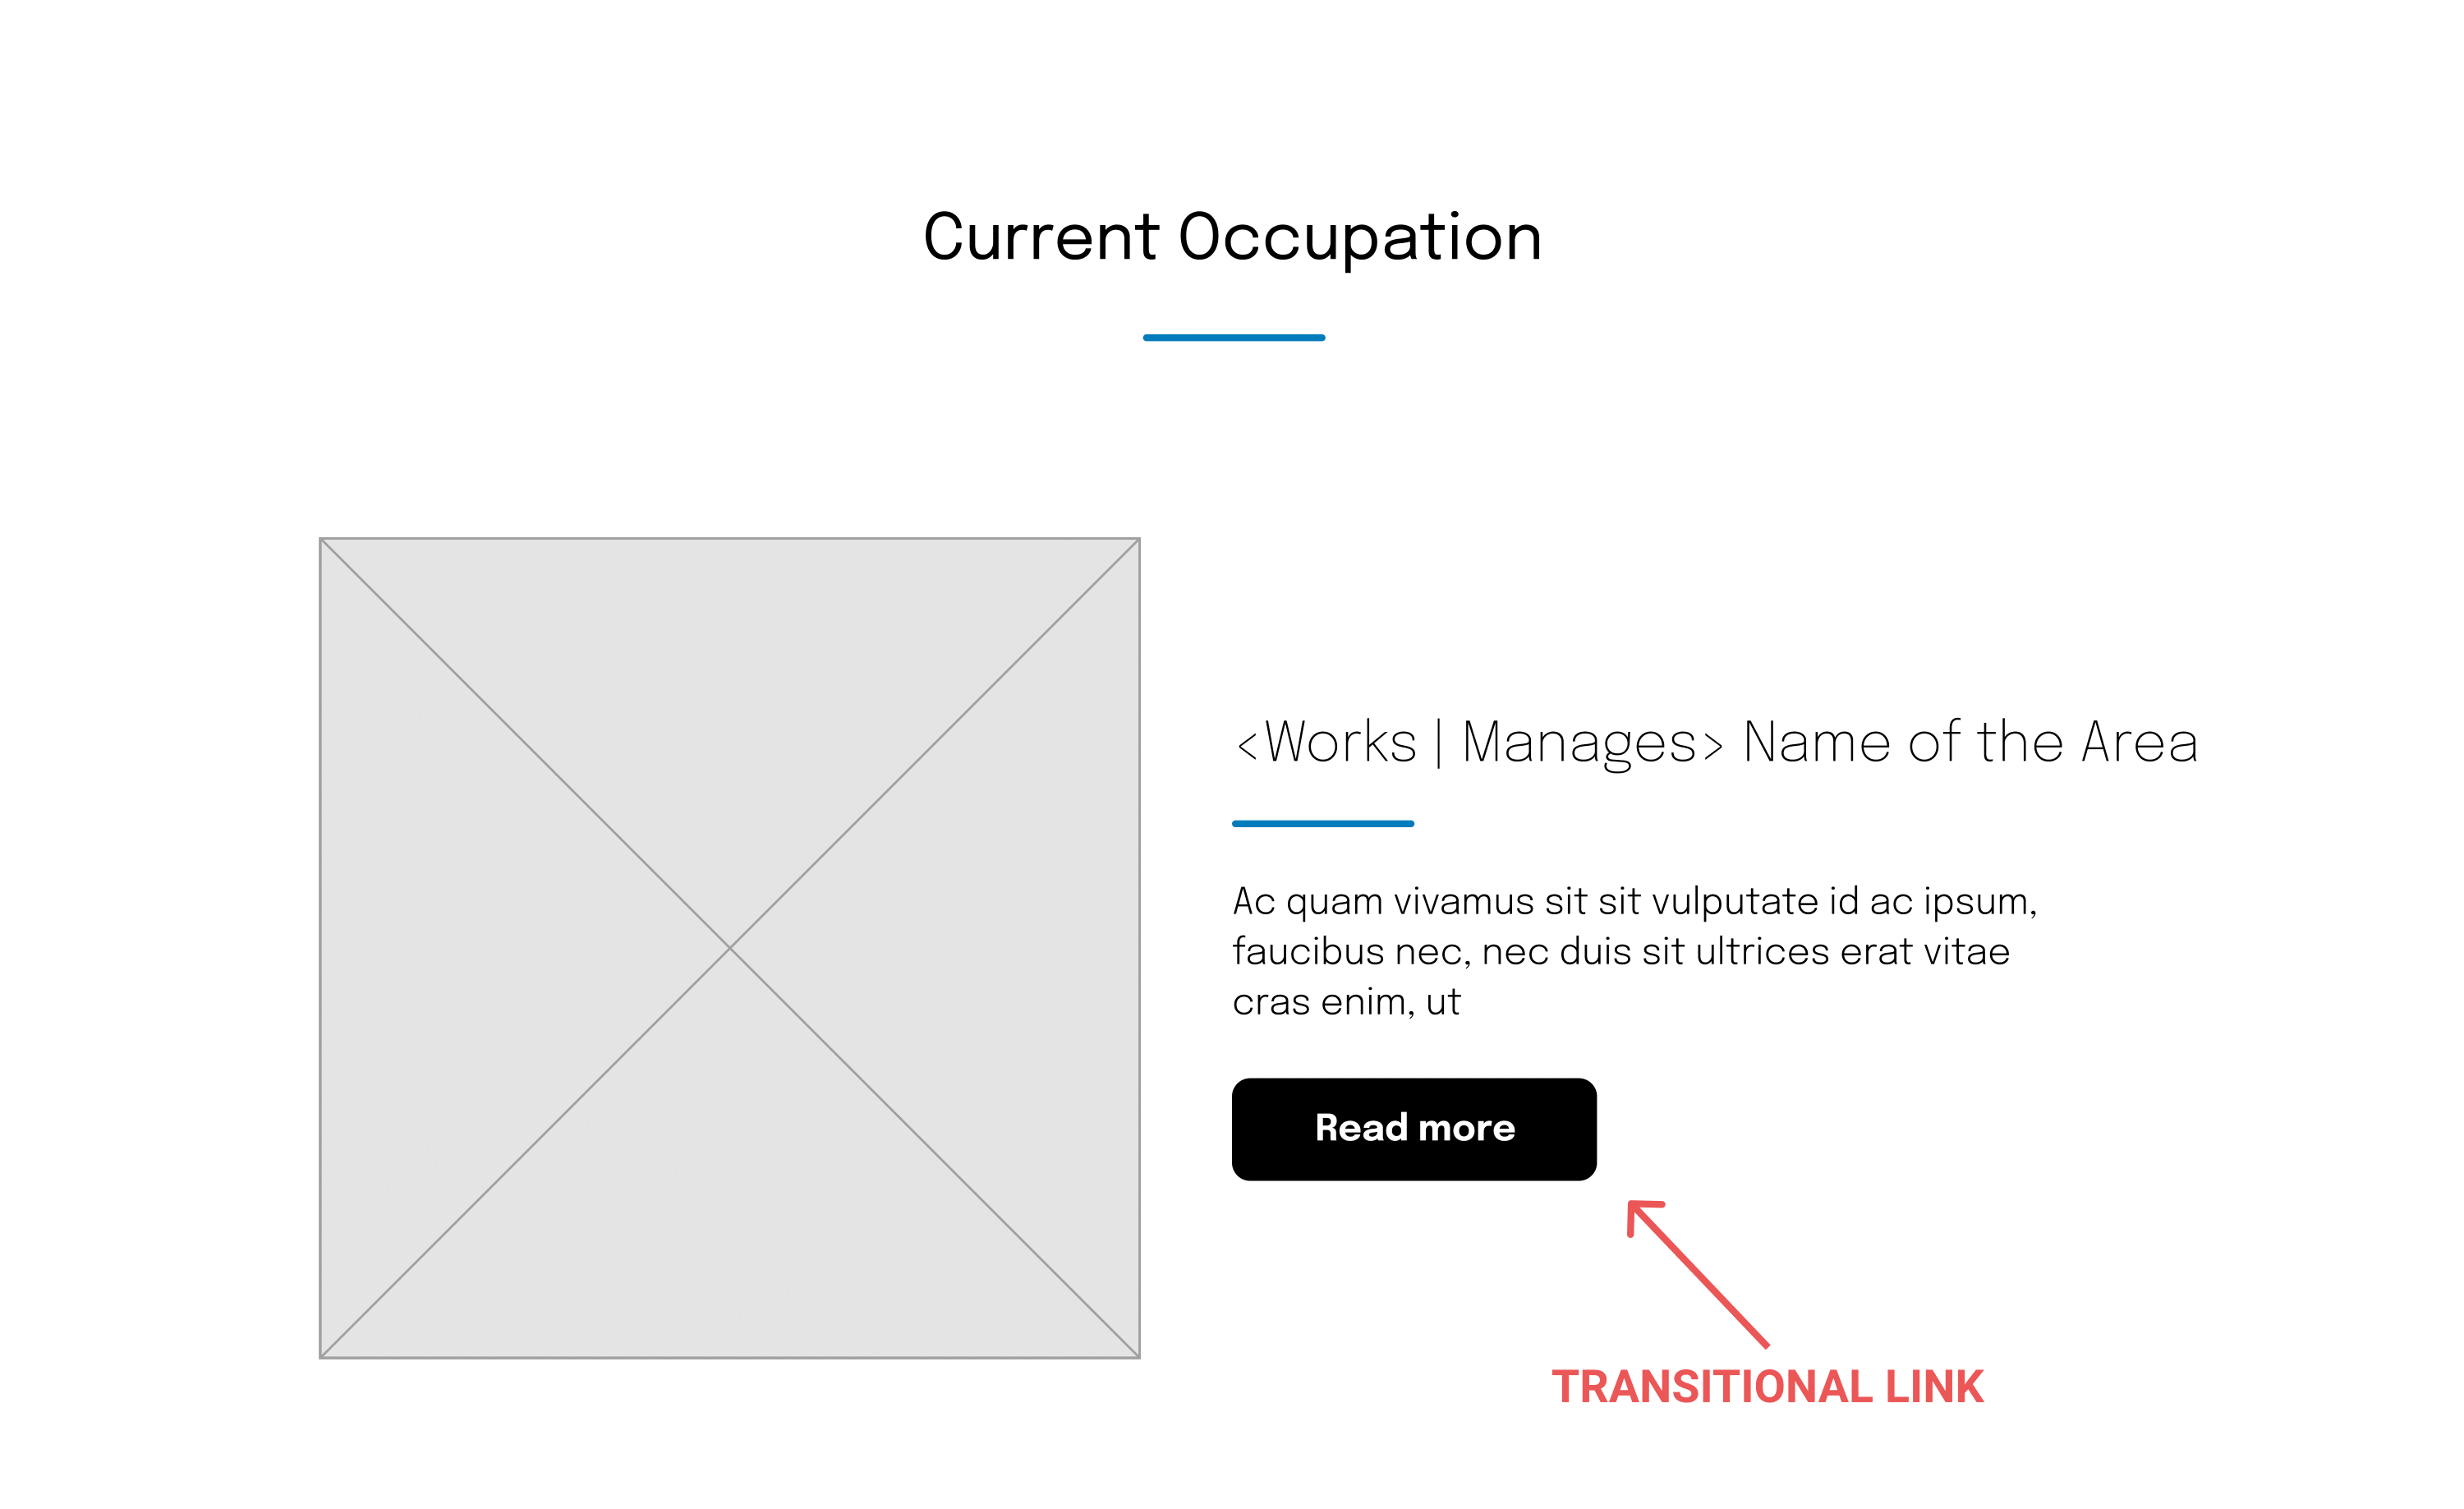 Current Occupation
<Works | Manages> Name of the Area
Ac quam vivamus sit sit vulputate id ac ipsum,
faucibus nec, nec duis sit ultrices erat vitae
cras enim, ut
Read more
TRANSITIONAL LINK